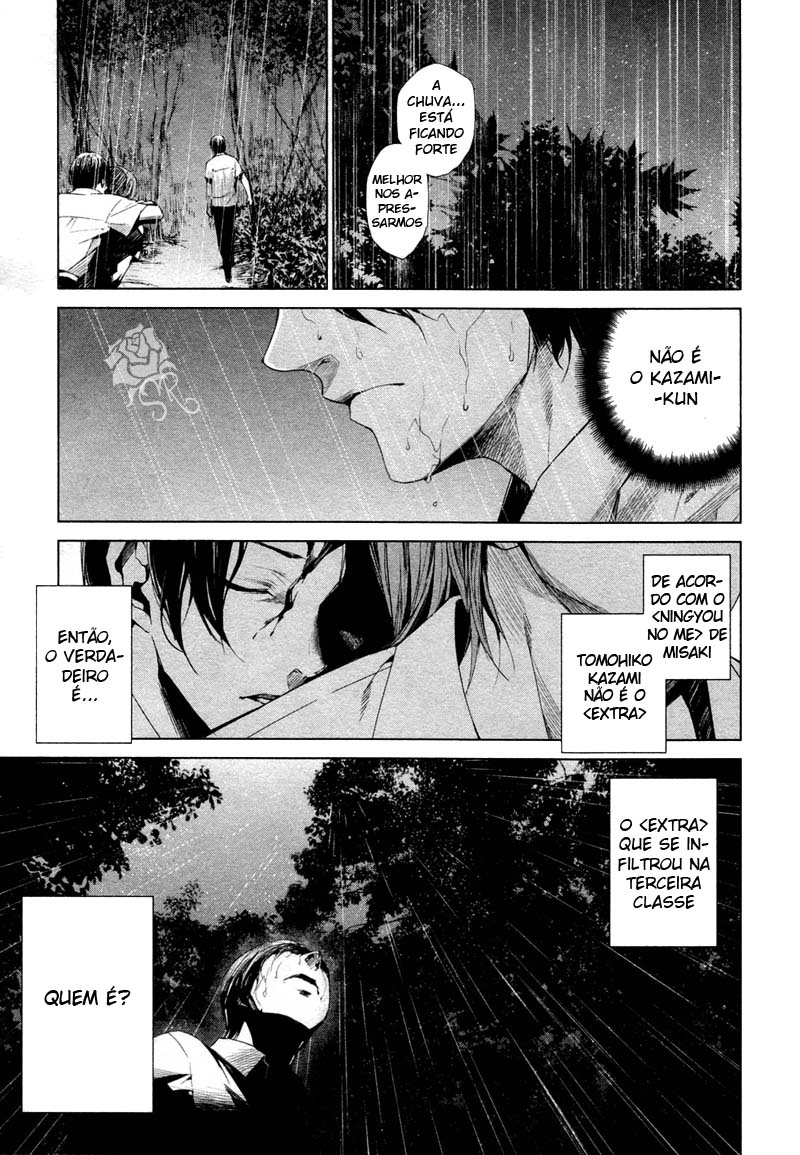 A
CHUVA...
ESTÁ
FICANDO
FORTE
MELHOR
NOS A-
PRES-
SARMOS
NÃO É
O KAZAMI-
-KUN
DE ACOR-
DO COM O
<NINGYOU
NO ME> DE
MISAKI
TOMOHIKO
KAZAMI
NÃO É O
<EXTRA>
ENTÃO,
O VERDA-
DEIRO
É...
O <EXTRA>
QUE SE IN-
FILTROU NA
TERCEIRA
CLASSE
QUEM É?
SR